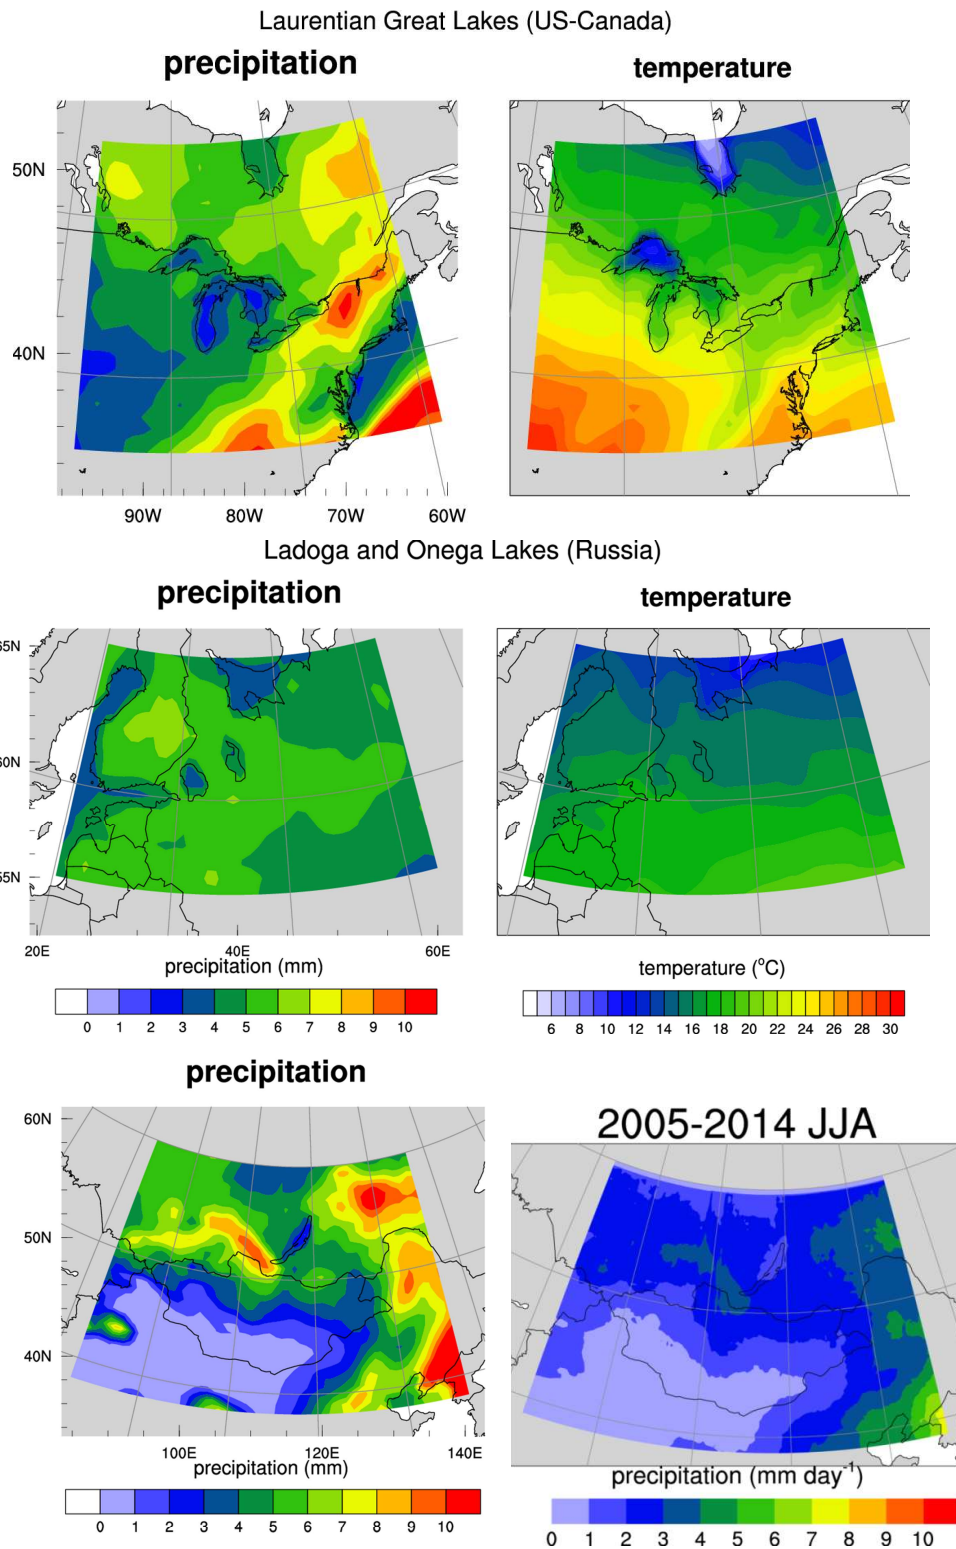 Laurentian Great Lakes (US-Canada)
precipitation temperature
50N
40N
90W 80W 70W 60W
Ladoga and Onega Lakes (Russia)
precipitation temperature
65N
60N
55N
20E 40E 60E
precipitation (mm) temperature (°C)
0 1 2 3 4 5 6 7 8 9 10
6 8 10 12 14 16 18 20 22 24 26 28 30
precipitation
60N
2005-2014 JJA
50N
40N
100E 120E 140E
precipitation (mm) precipitation (mm day-1)
0 1 2 3 4 5 6 7 8 9 10
0 1 2 3 4 5 6 7 8 9 10